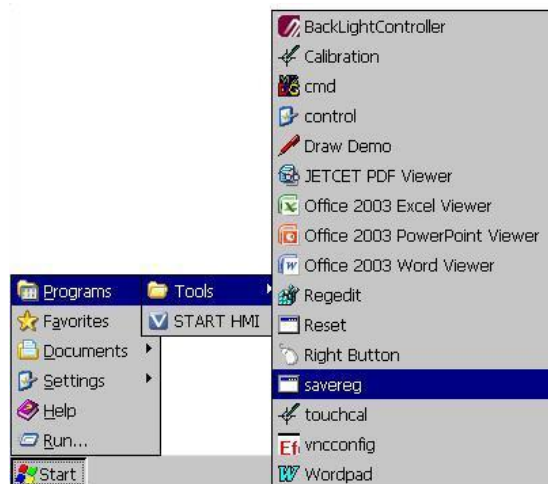 BackLightController
Calibration
cmd
control
Draw Demo
JETCET PDF Viewer
Office 2003 Excel Viewer
Office 2003 PowerPoint Viewer
Office 2003 Word Viewer
Regedit
Reset
Right Button
savereg
touchcal
vncconfig
Wordpad
Tools
START HMI
Programs
Favorites
Documents
Settings
Help
Run...
Start